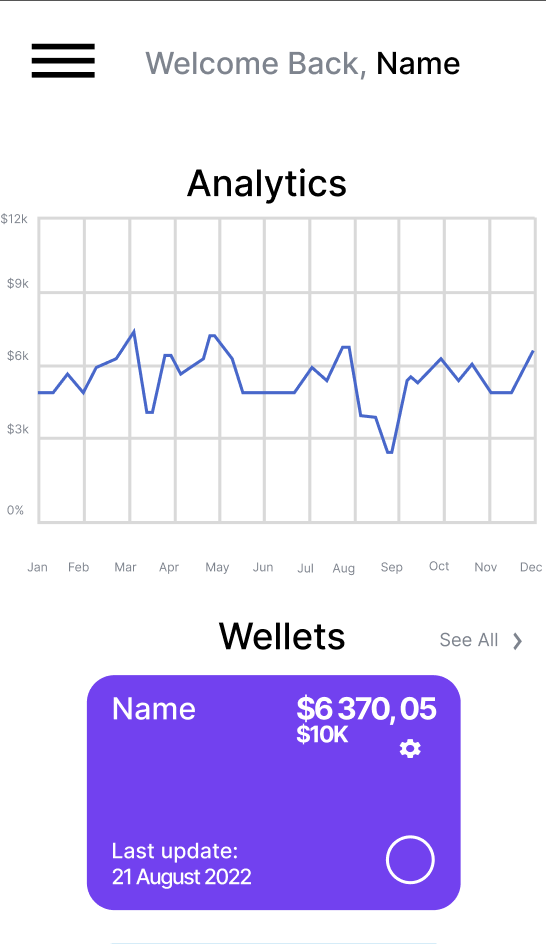 Welcome Back, Name
Analytics
$12k
$9k
$6k
$3k
0%
Jan Feb Mar Apr May Jun Jul Aug Sep Oct Nov Dec
Wellets
See All
Name
$6 370, 05
$10K
Last update:
21 August 2022